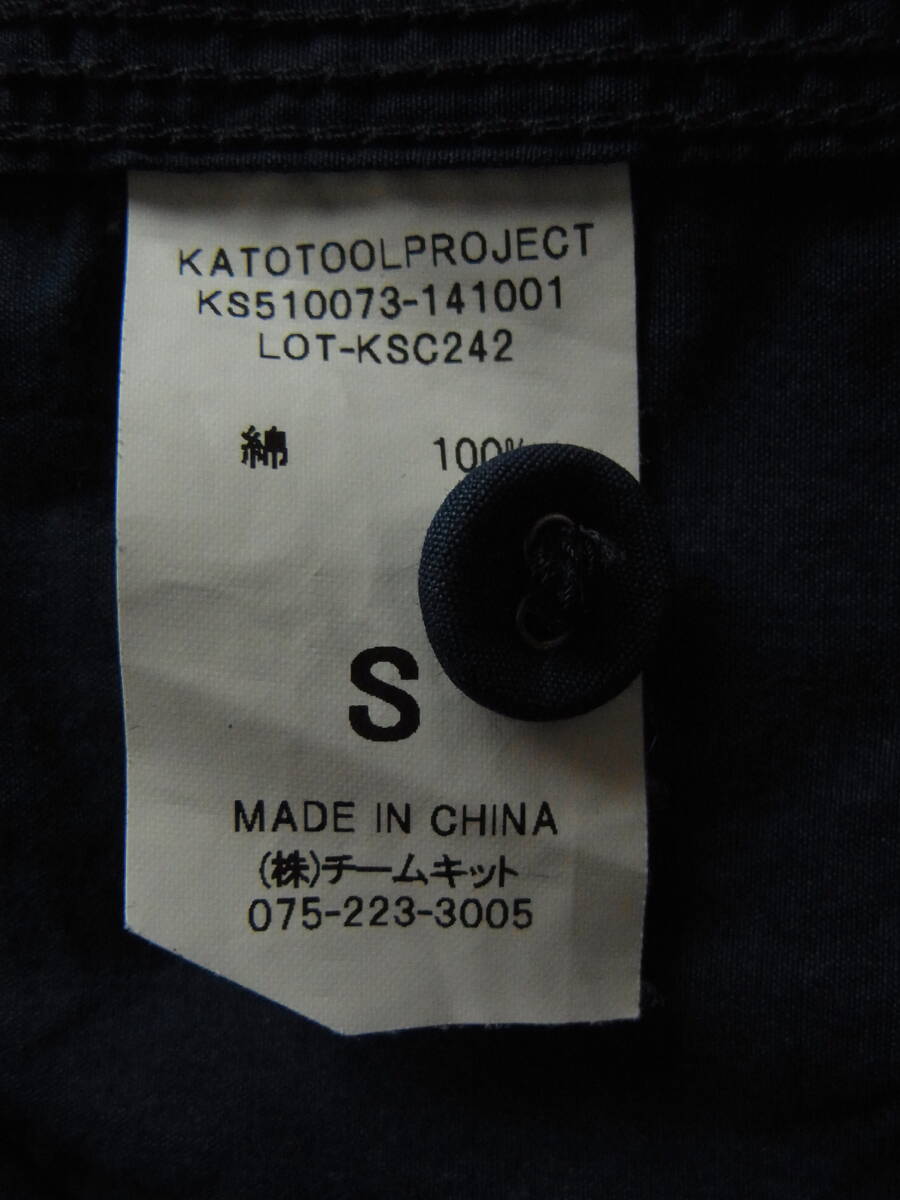 KATOTOOLPROJECT
KS510073-141001
LOT-KSC242
綿 100%
S
MADE IN CHINA
(株)チームキット
075-223-3005